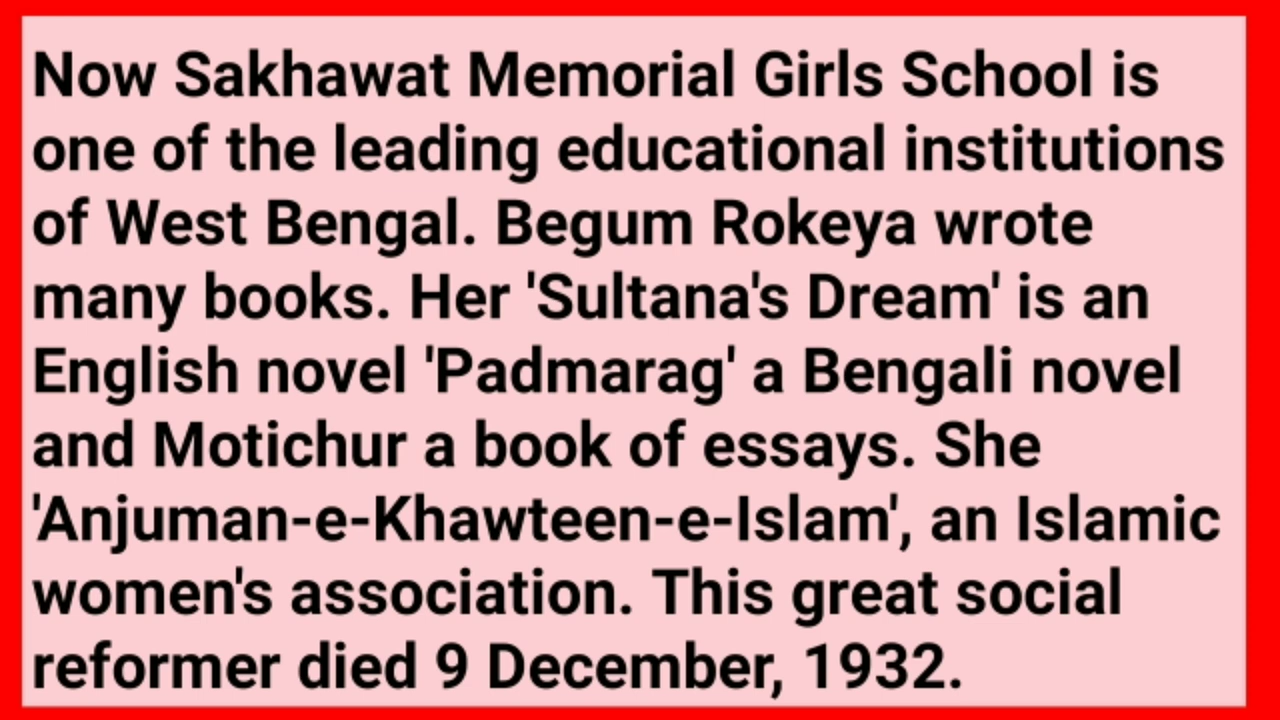 Now Sakhawat Memorial Girls School is
one of the leading educational institutions
of West Bengal. Begum Rokeya wrote
many books. Her 'Sultana's Dream' is an
English novel 'Padmarag' a Bengali novel
and Motichur a book of essays. She
'Anjuman-e-Khawteen-e-Islam', an Islamic
women's association. This great social
reformer died 9 December, 1932.